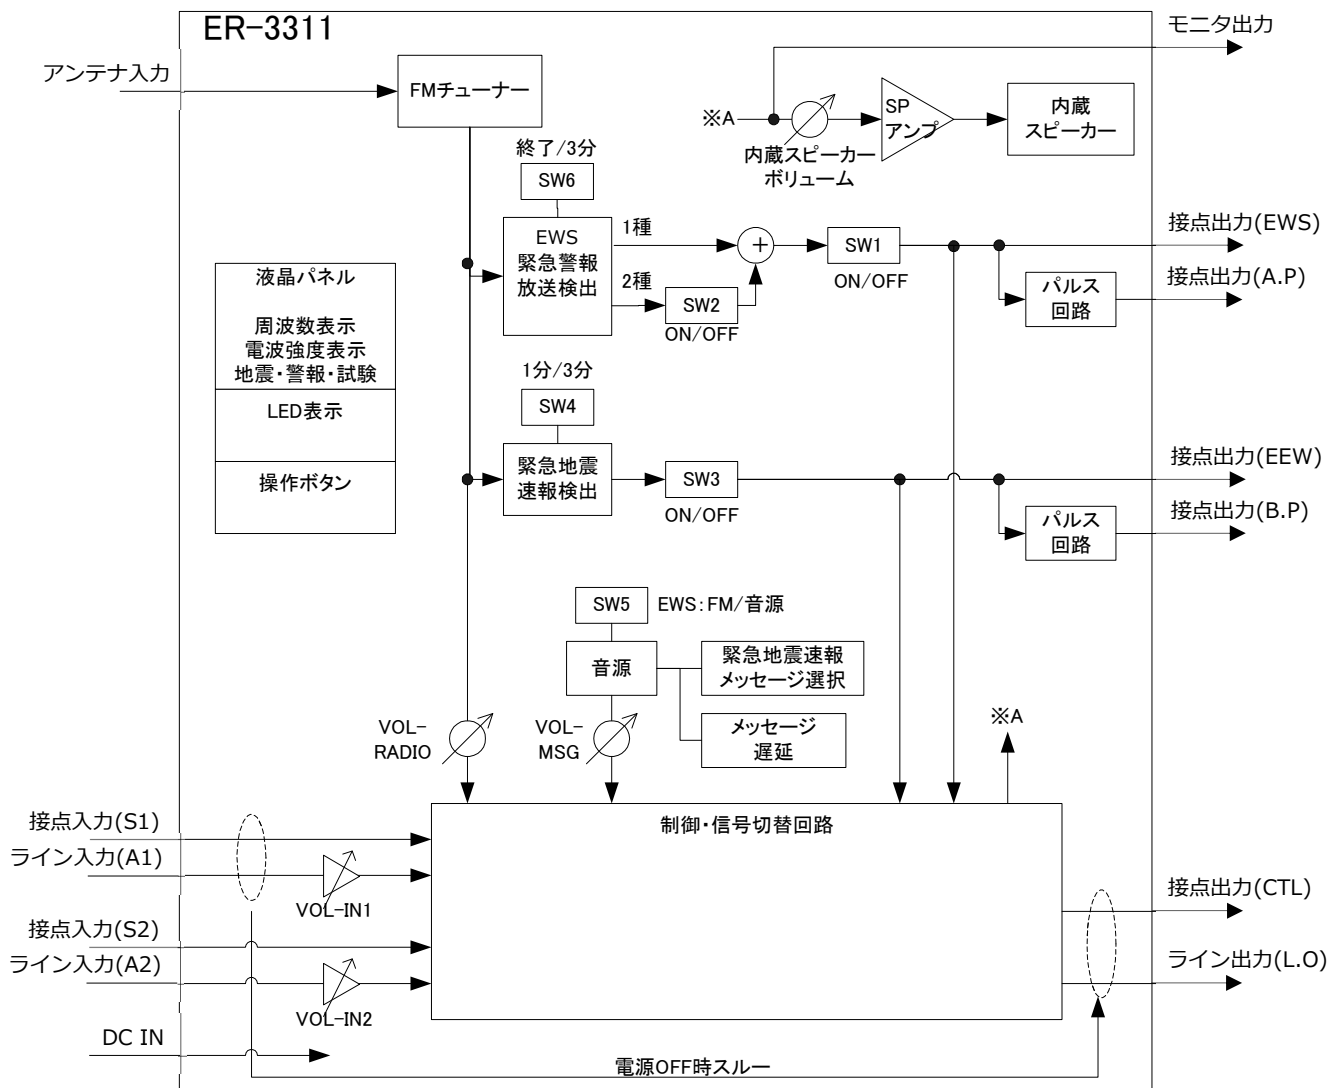 ER-3311
モニタ出力
アンテナ入力
FMチューナー
※A
SP
アンプ
内蔵
スピーカー
内蔵スピーカー
ボリューム
終了/3分
SW6
EWS
緊急警報
放送検出
1種
2種
+
SW1
ON/OFF
SW2
ON/OFF
接点出力(EWS)
パルス
回路
接点出力(A.P)
液晶パネル
周波数表示
電波強度表示
地震・警報・試験
LED表示
操作ボタン
1分/3分
SW4
緊急地震
速報検出
SW3
ON/OFF
接点出力(EEW)
パルス
回路
接点出力(B.P)
SW5
EWS:FM/音源
音源
緊急地震速報
メッセージ選択
メッセージ
遅延
VOL-
RADIO
VOL-
MSG
※A
制御・信号切替回路
接点入力(S1)
ライン入力(A1)
VOL-IN1
接点入力(S2)
ライン入力(A2)
VOL-IN2
DC IN
接点出力(CTL)
ライン出力(L.O)
電源OFF時スルー